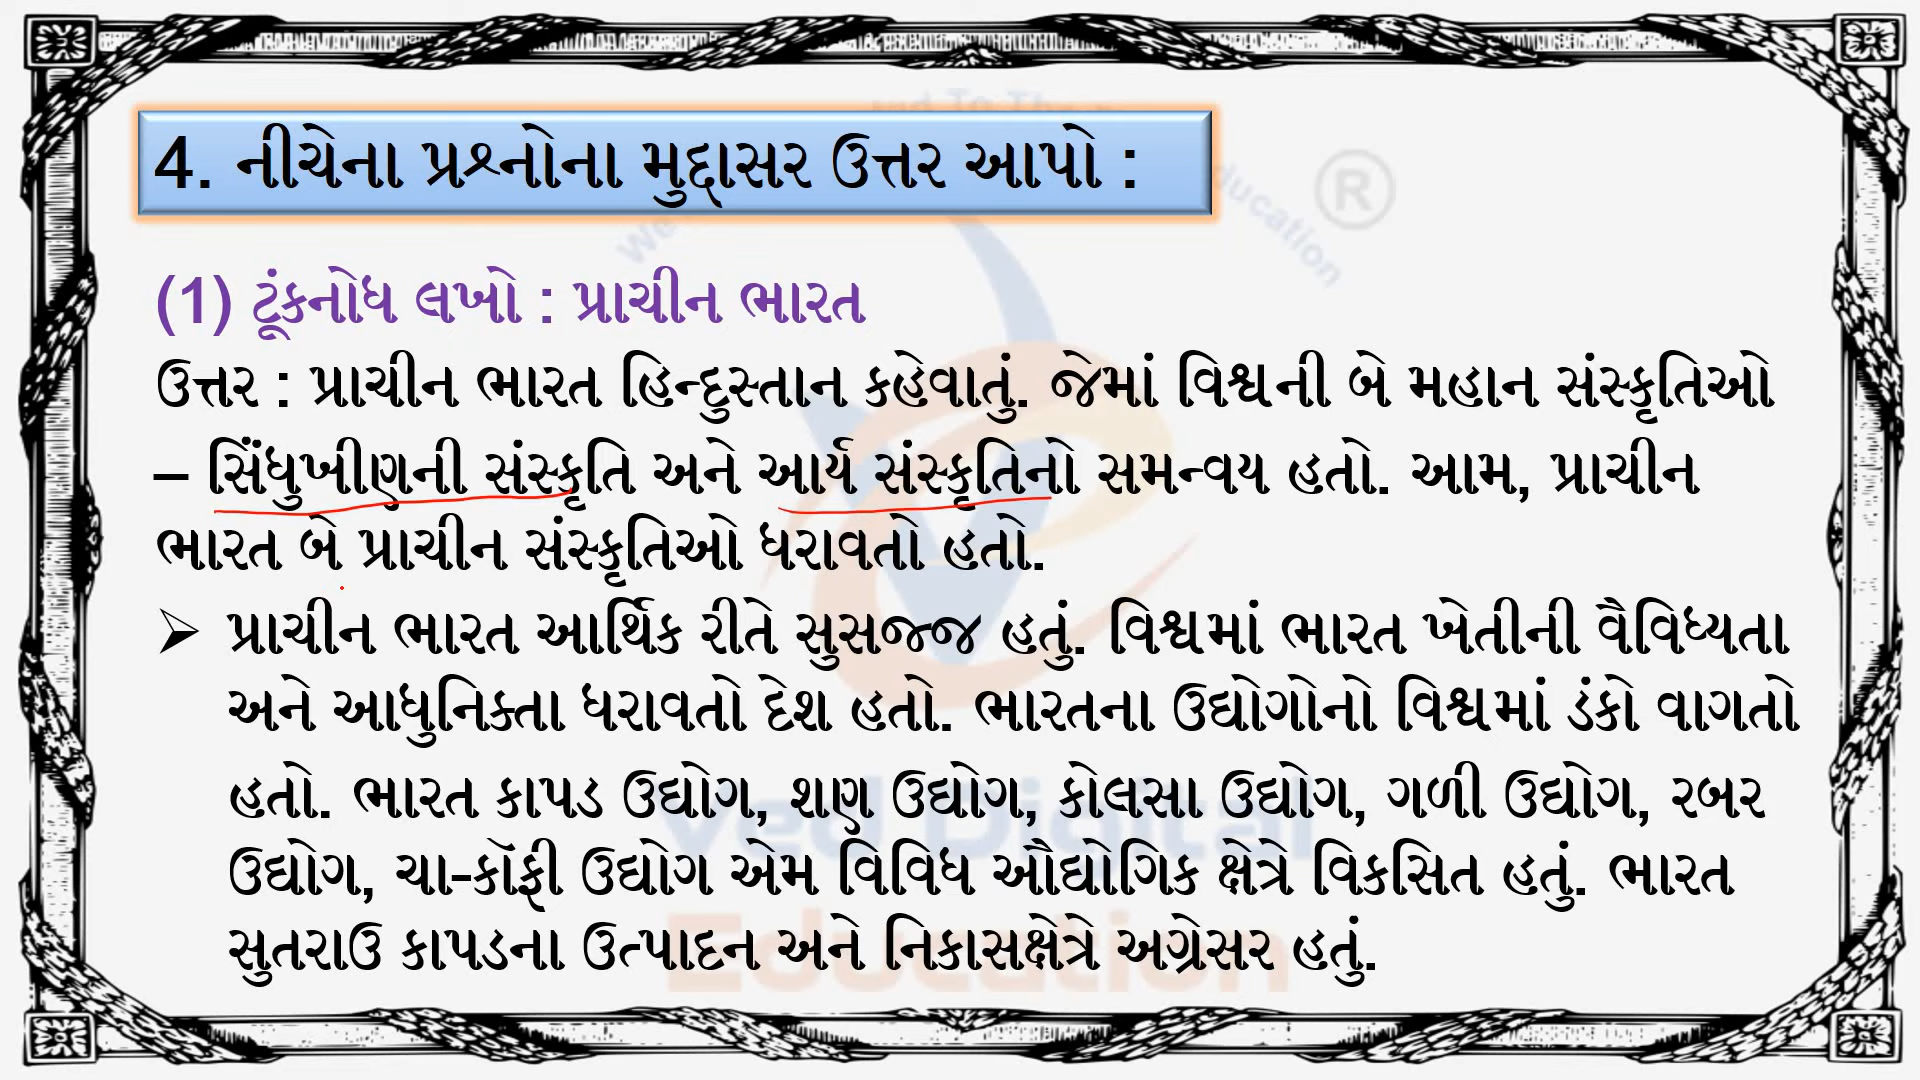 4. નીચેના પ્રશ્નોના મુદ્દાસર ઉત્તર આપો :
(1) ટૂંકનોધ લખો : પ્રાચીન ભારત
ઉત્તર : પ્રાચીન ભારત હિન્દુસ્તાન કહેવાતું. જેમાં વિશ્વની બે મહાન સંસ્કૃતિઓ
– સિંધુખીણની સંસ્કૃતિ અને આર્ય સંસ્કૃતિનો સમન્વય હતો. આમ, પ્રાચીન
ભારત બે પ્રાચીન સંસ્કૃતિઓ ધરાવતો હતો.
➢ પ્રાચીન ભારત આર્થિક રીતે સુસજ્જ હતું. વિશ્વમાં ભારત ખેતીની વૈવિધ્યતા
અને આધુનિક્તા ધરાવતો દેશ હતો. ભારતના ઉદ્યોગોનો વિશ્વમાં ડંકો વાગતો
હતો. ભારત કાપડ ઉદ્યોગ, શણ ઉદ્યોગ, કોલસા ઉદ્યોગ, ગળી ઉદ્યોગ, રબર
ઉદ્યોગ, ચા-કૉફી ઉદ્યોગ એમ વિવિધ ઔદ્યોગિક ક્ષેત્રે વિકસિત હતું. ભારત
સુતરાઉ કાપડના ઉત્પાદન અને નિકાસક્ષેત્રે અગ્રેસર હતું.
Ved Digital
Education